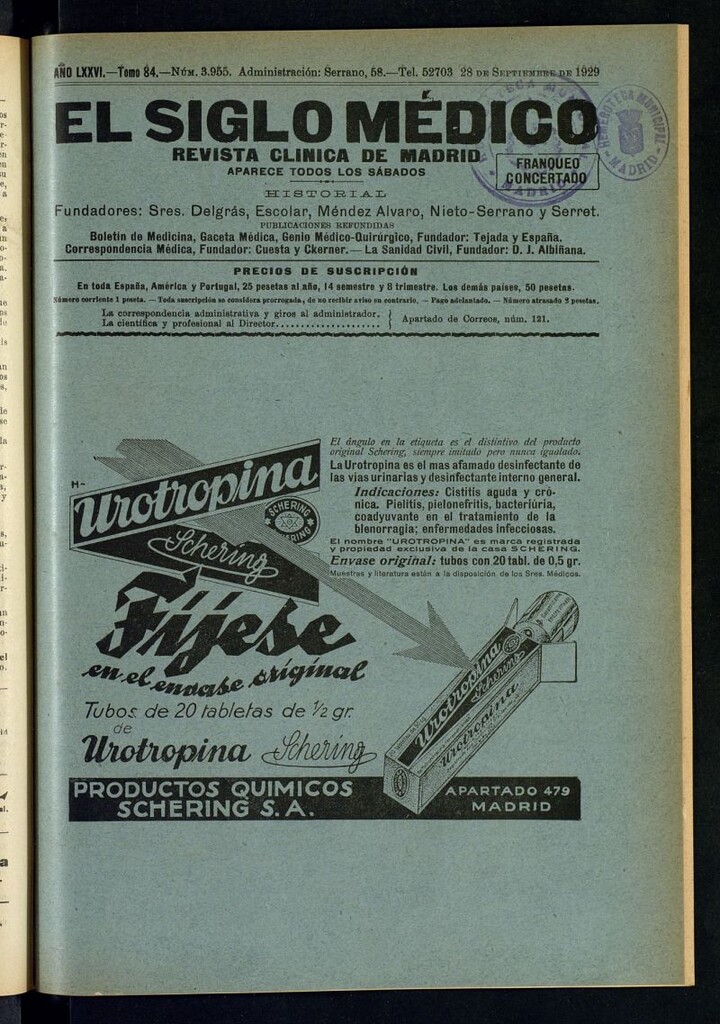 AÑO LXXVI.—Tomo 84.—NÚM. 3.955. Administración: Serrano, 58.—Tel. 52703 28 DE SEPTIEMBRE DE 1929
EL SIGLO MÉDICO
REVISTA CLINICA DE MADRID
APARECE TODOS LOS SÁBADOS
FRANQUEO
CONCERTADO
HEMEROTECA MUNICIPAL
MADRID
MADRID
HISTORIAL
Fundadores: Sres. Delgrás, Escolar, Méndez Alvaro, Nieto-Serrano y Serret.
PUBLICACIONES REFUNDIDAS
Boletín de Medicina, Gaceta Médica, Genio Médico-Quirúrgico, Fundador: Tejada y España.
Correspondencia Médica, Fundador: Cuesta y Ckerner.— La Sanidad Civil, Fundador: D. J. Albiñana.
PRECIOS DE SUSCRIPCIÓN
En toda España, América y Portugal, 25 pesetas al año, 14 semestre y 8 trimestre. Los demás países, 50 pesetas.
Número corriente 1 peseta. — Toda suscripción se considera prorrogada, de no recibir aviso en contrario. — Pago adelantado. — Número atrasado 2 pesetas.
La correspondencia administrativa y giros al administrador.
La científica y profesional al Director......................
Apartado de Correos, núm. 121.
H-
Urotropina
SCHERING
SCHERING
Schering
El ángulo en la etiqueta es el distintivo del producto
original Schering, siempre imitado pero nunca igualado.
La Urotropina es el mas afamado desinfectante de
las vias urinarias y desinfectante interno general.
Indicaciones: Cistitis aguda y cró-
nica. Pielitis, pielonefritis, bacteriúria,
coadyuvante en el tratamiento de la
blenorragia; enfermedades infecciosas.
El nombre "UROTROPINA" es marca registrada
y propiedad exclusiva de la casa SCHERING.
Envase original: tubos con 20 tabl. de 0,5 gr.
Muestras y literatura están a la disposición de los Sres. Médicos.
Fíjese
en el envase original
Tubos de 20 tabletas de ½ gr.
de
Urotropina Schering
Urotropina
Schering
Urotropina
PRODUCTOS QUIMICOS
SCHERING S.A.
APARTADO 479
MADRID